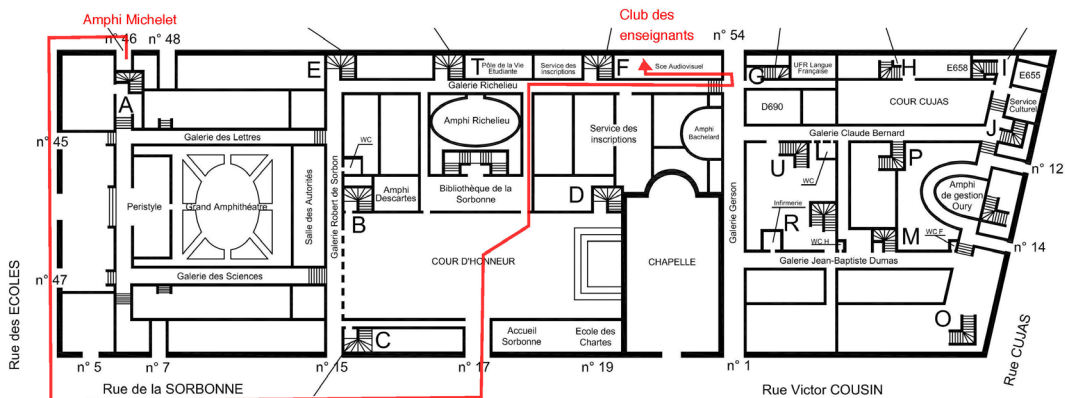 Amphi Michelet
n° 46
n° 48
Club des
enseignants
n° 54
E
T
Pôle de la Vie
Etudiante
Service des
inscriptions
F
Sce Audiovisuel
G
UFR Langue
Française
H
E658
I
E655
A
Galerie Richelieu
D690
COUR CUJAS
Service
Culturel
Amphi Richelieu
Service des
inscriptions
Amphi
Bachelard
n° 45
Galerie des Lettres
WC
Galerie Claude Bernard
J
Peristyle
Grand Amphithéatre
Salle des Autorités
Galerie Robert de Sorbon
Amphi
Descartes
Bibliothèque de la
Sorbonne
D
B
Galerie Gerson
U
WC
P
Amphi
de gestion
Oury
n° 12
Infirmerie
R
WC H
M
WC F
n° 14
COUR D'HONNEUR
CHAPELLE
Galerie Jean-Baptiste Dumas
Galerie des Sciences
n° 47
Rue des ECOLES
C
Accueil
Sorbonne
Ecole des
Chartes
O
n° 5
n° 7
n° 15
n° 17
n° 19
n° 1
Rue de la SORBONNE
Rue Victor COUSIN
Rue CUJAS